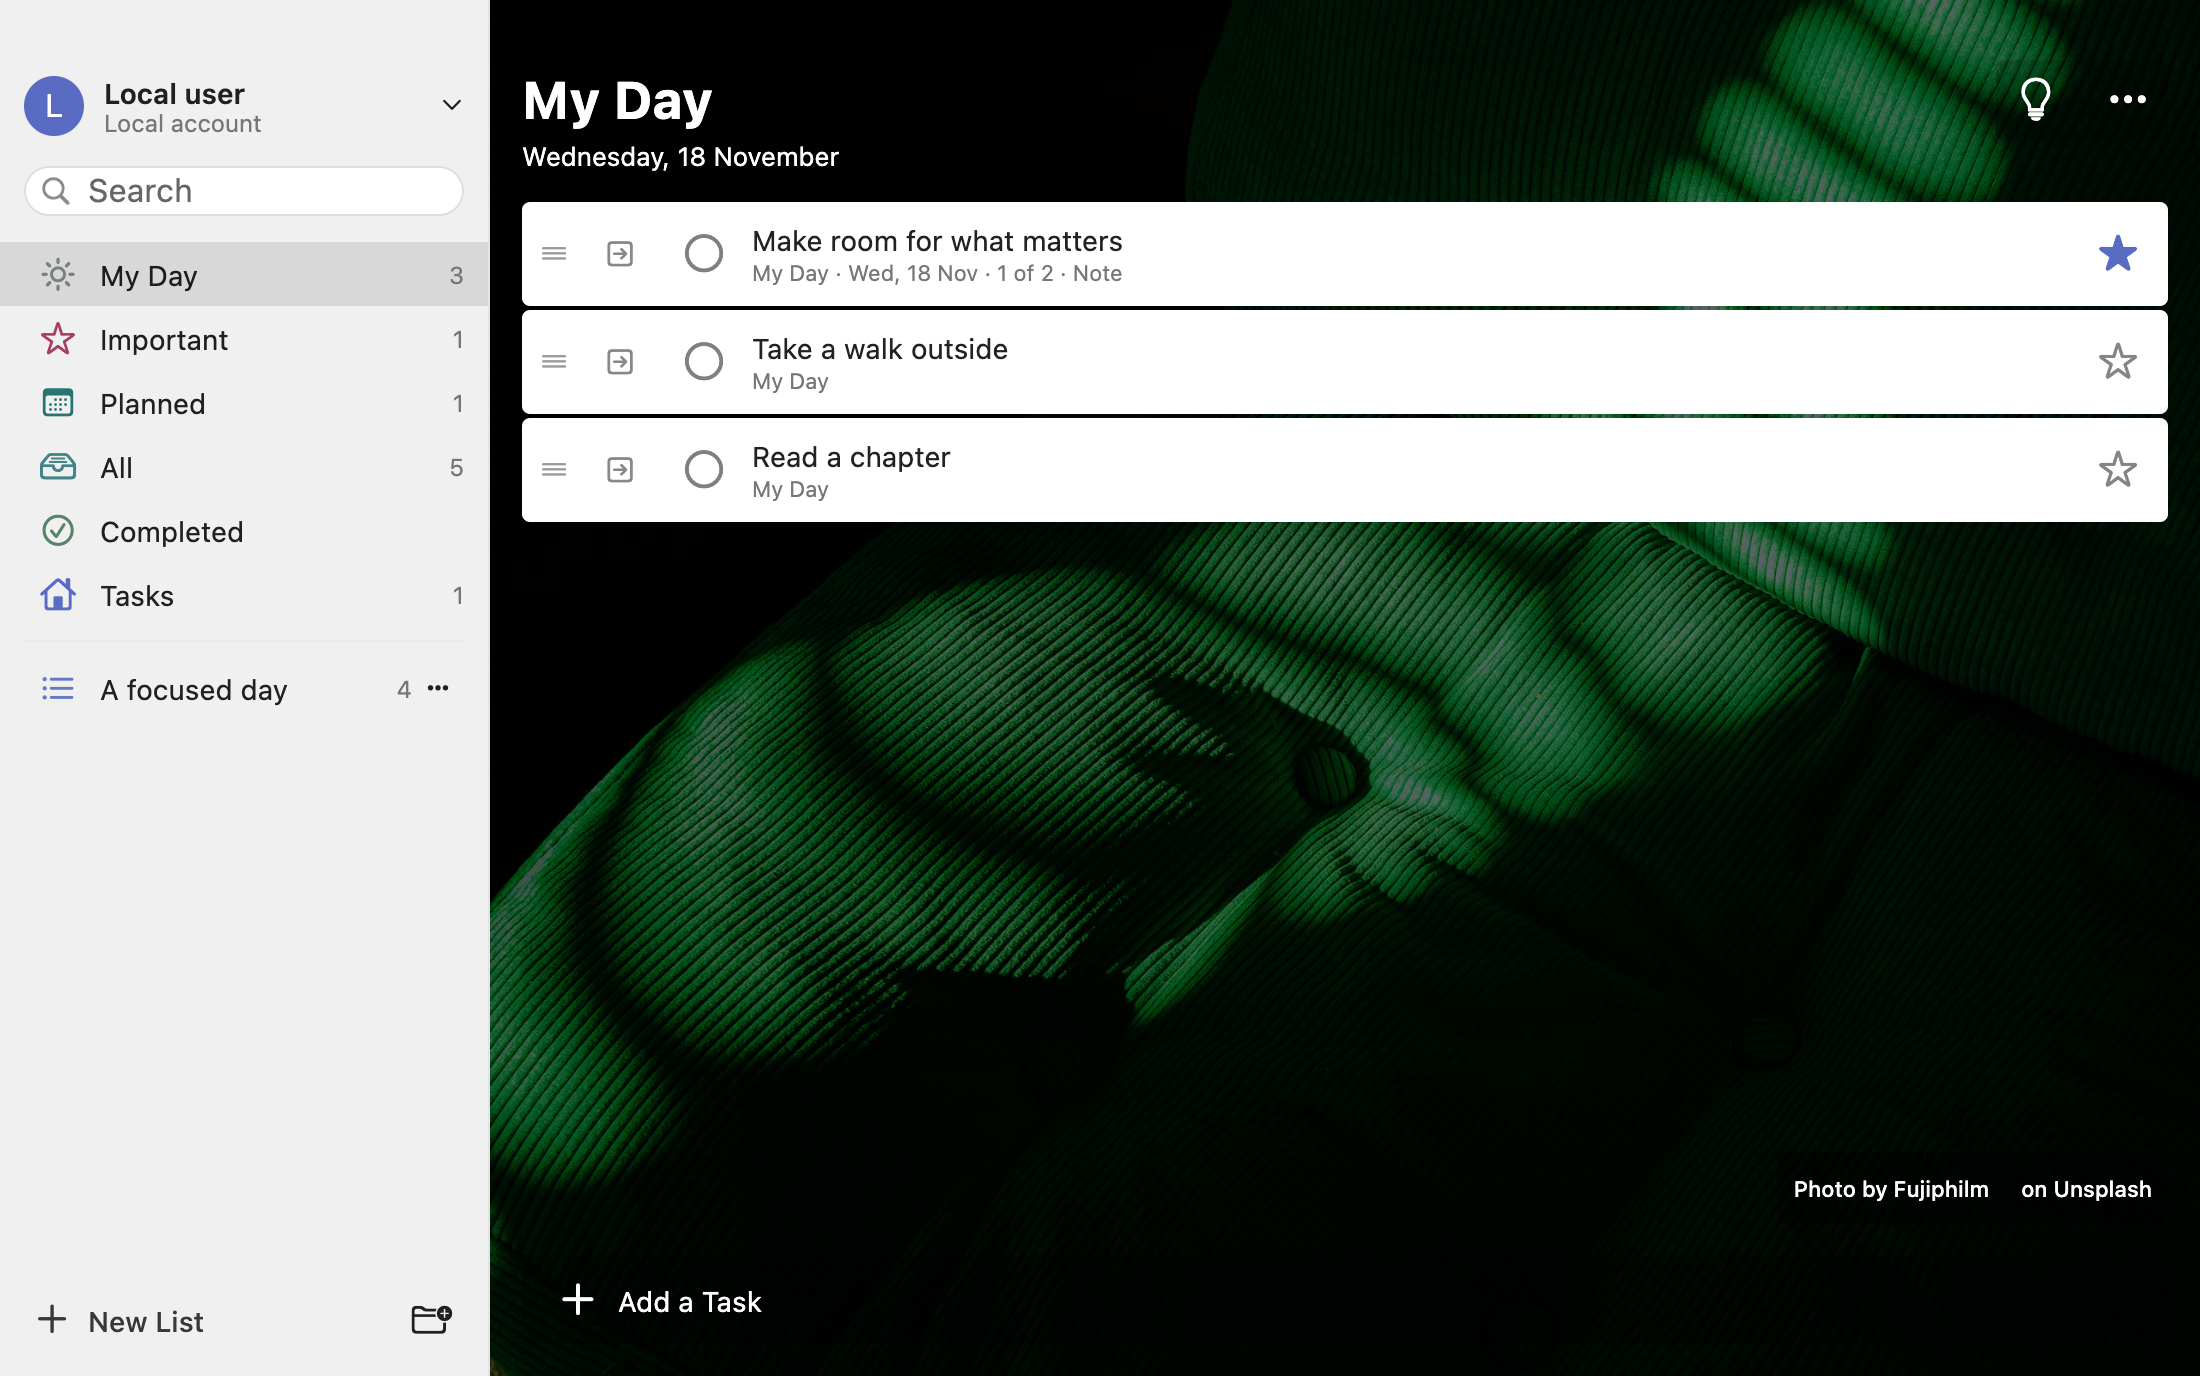 L
Local user
Local account
Search
My Day 3
Important 1
Planned 1
All 5
Completed
Tasks 1
A focused day 4
New List
My Day
Wednesday, 18 November
Make room for what matters
My Day · Wed, 18 Nov · 1 of 2 · Note
Take a walk outside
My Day
Read a chapter
My Day
Photo by Fujiphilm on Unsplash
Add a Task